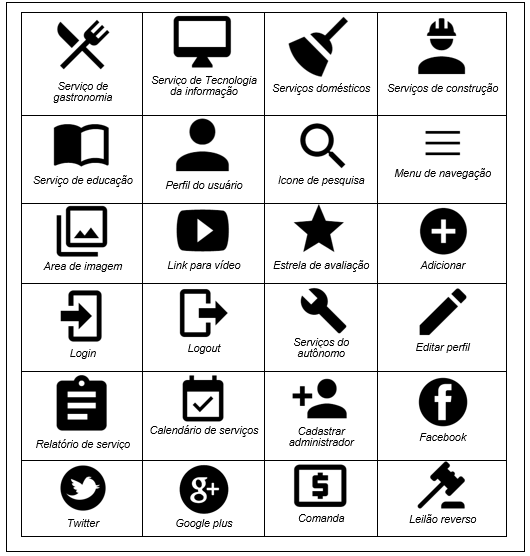 Serviço de
gastronomia
Serviço de Tecnologia
da informação
Serviços domésticos
Serviços de construção
Serviço de educação
Perfil do usuário
Icone de pesquisa
Menu de navegação
Area de imagem
Link para vídeo
Estrela de avaliação
Adicionar
Login
Logout
Serviços do
autônomo
Editar perfil
Relatório de serviço
Calendário de serviços
Cadastrar
administrador
Facebook
Twitter
Google plus
Comanda
Leilão reverso